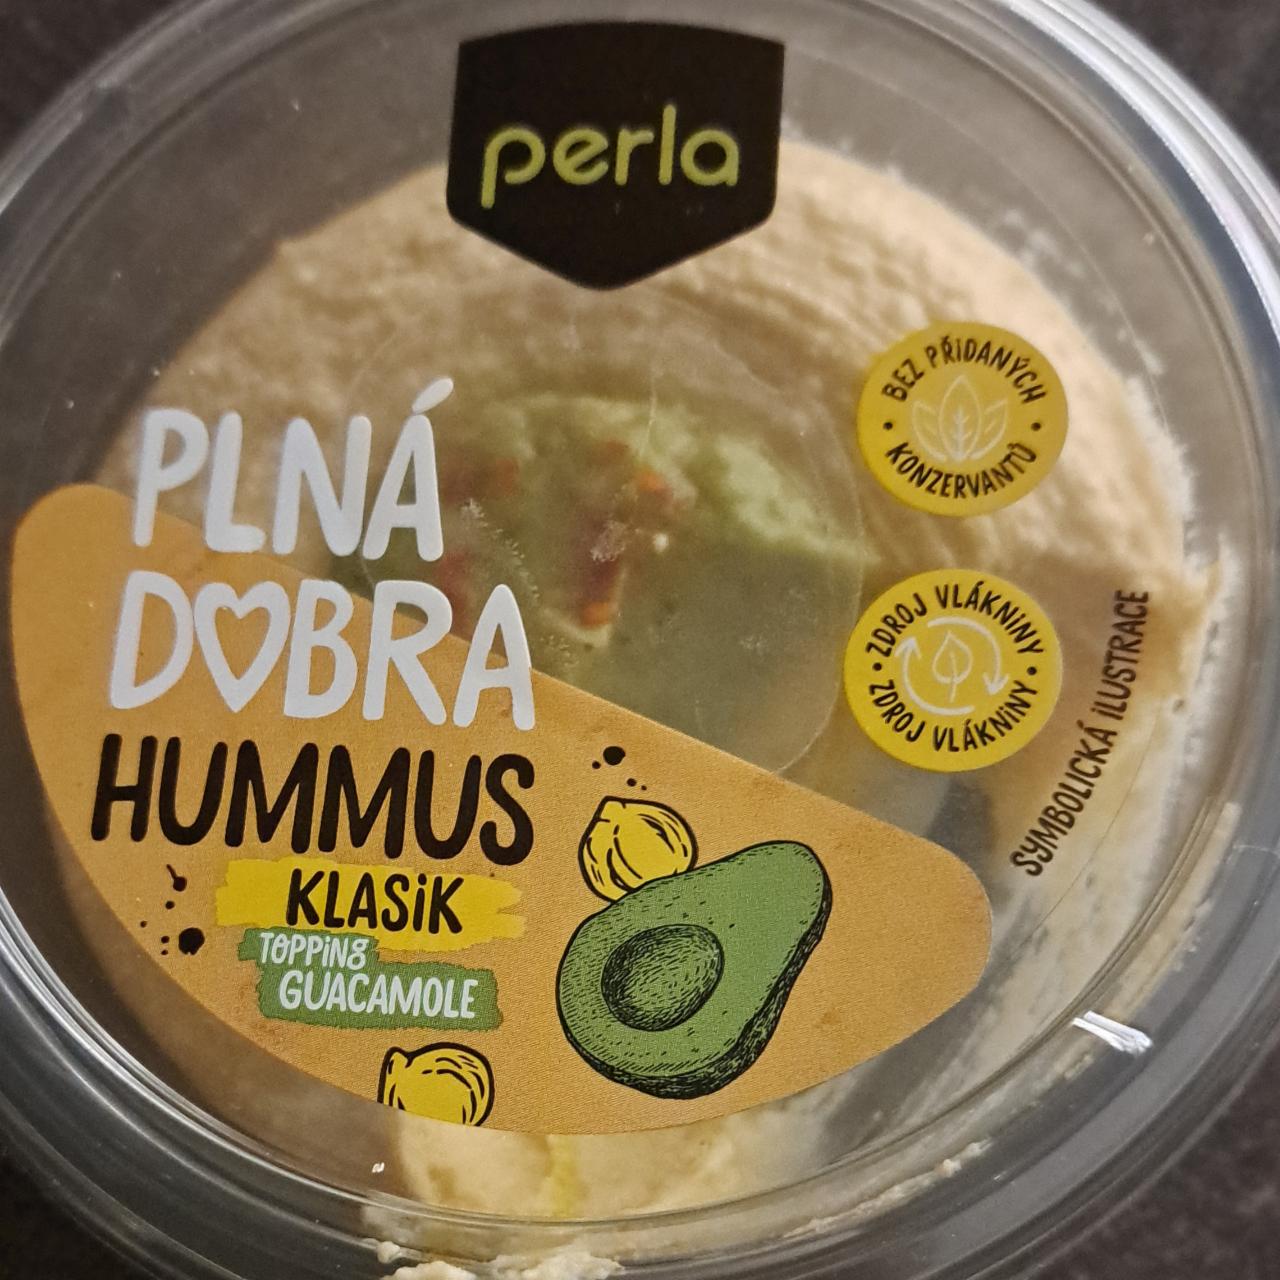 perla
PLNÁ
DOBRA
HUMMUS
KLASiK
TOPPiNG
GUACAMOLE
BEZ PŘiDANÝCH
KONZERVANTŮ
ZDROJ VLÁKNiNY
ZDROJ VLÁKNiNY
SYMBOLICKÁ iLUSTRACE